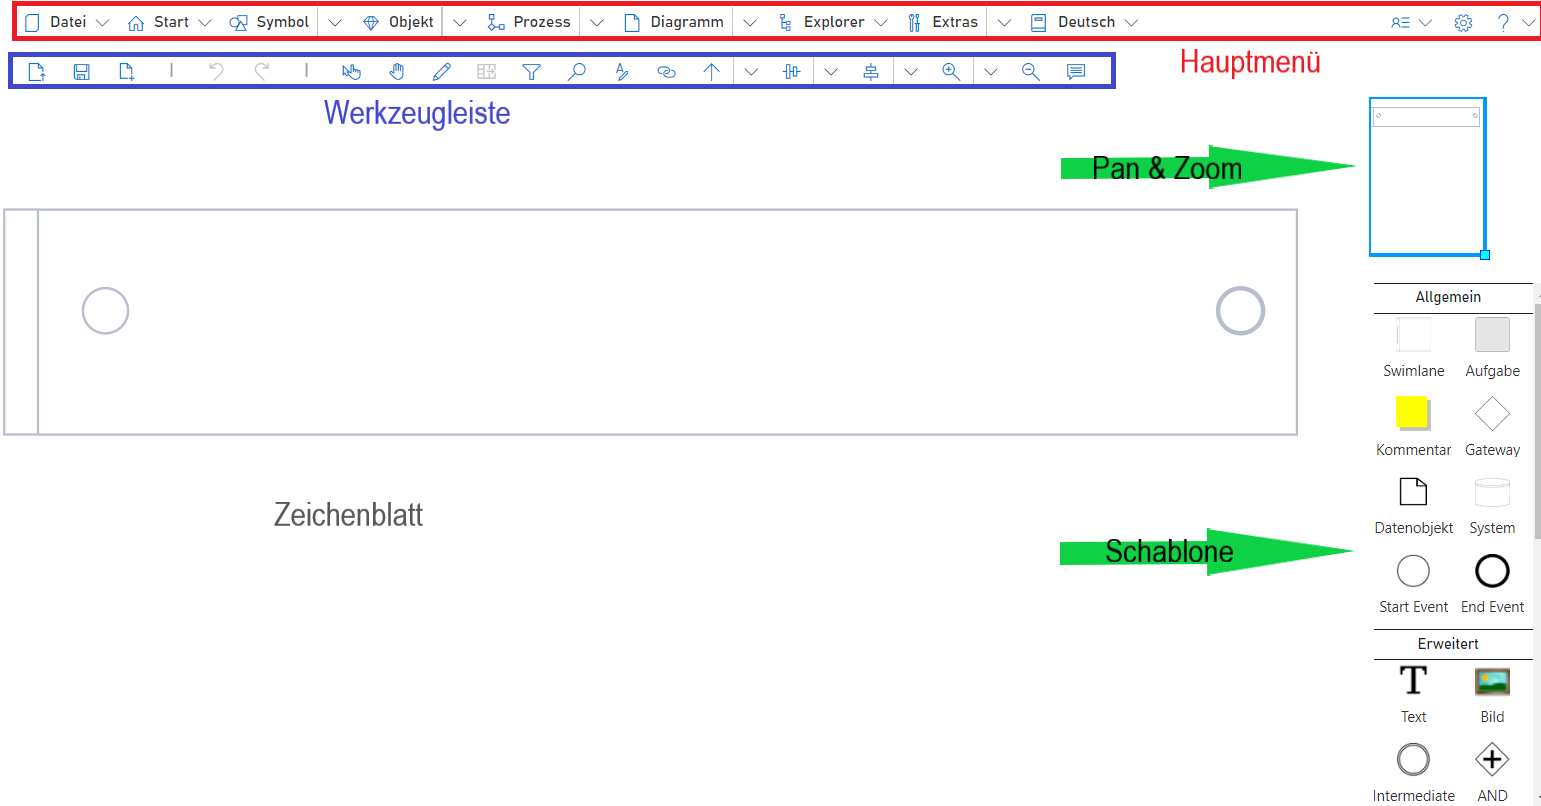 Datei Start Symbol Objekt Prozess Diagramm Explorer Extras Deutsch
Hauptmenü
Werkzeugleiste
Pan & Zoom
Allgemein
Swimlane Aufgabe
Kommentar Gateway
Zeichenblatt
Datenobjekt System
Schablone
Start Event End Event
Erweitert
Text Bild
Intermediate AND